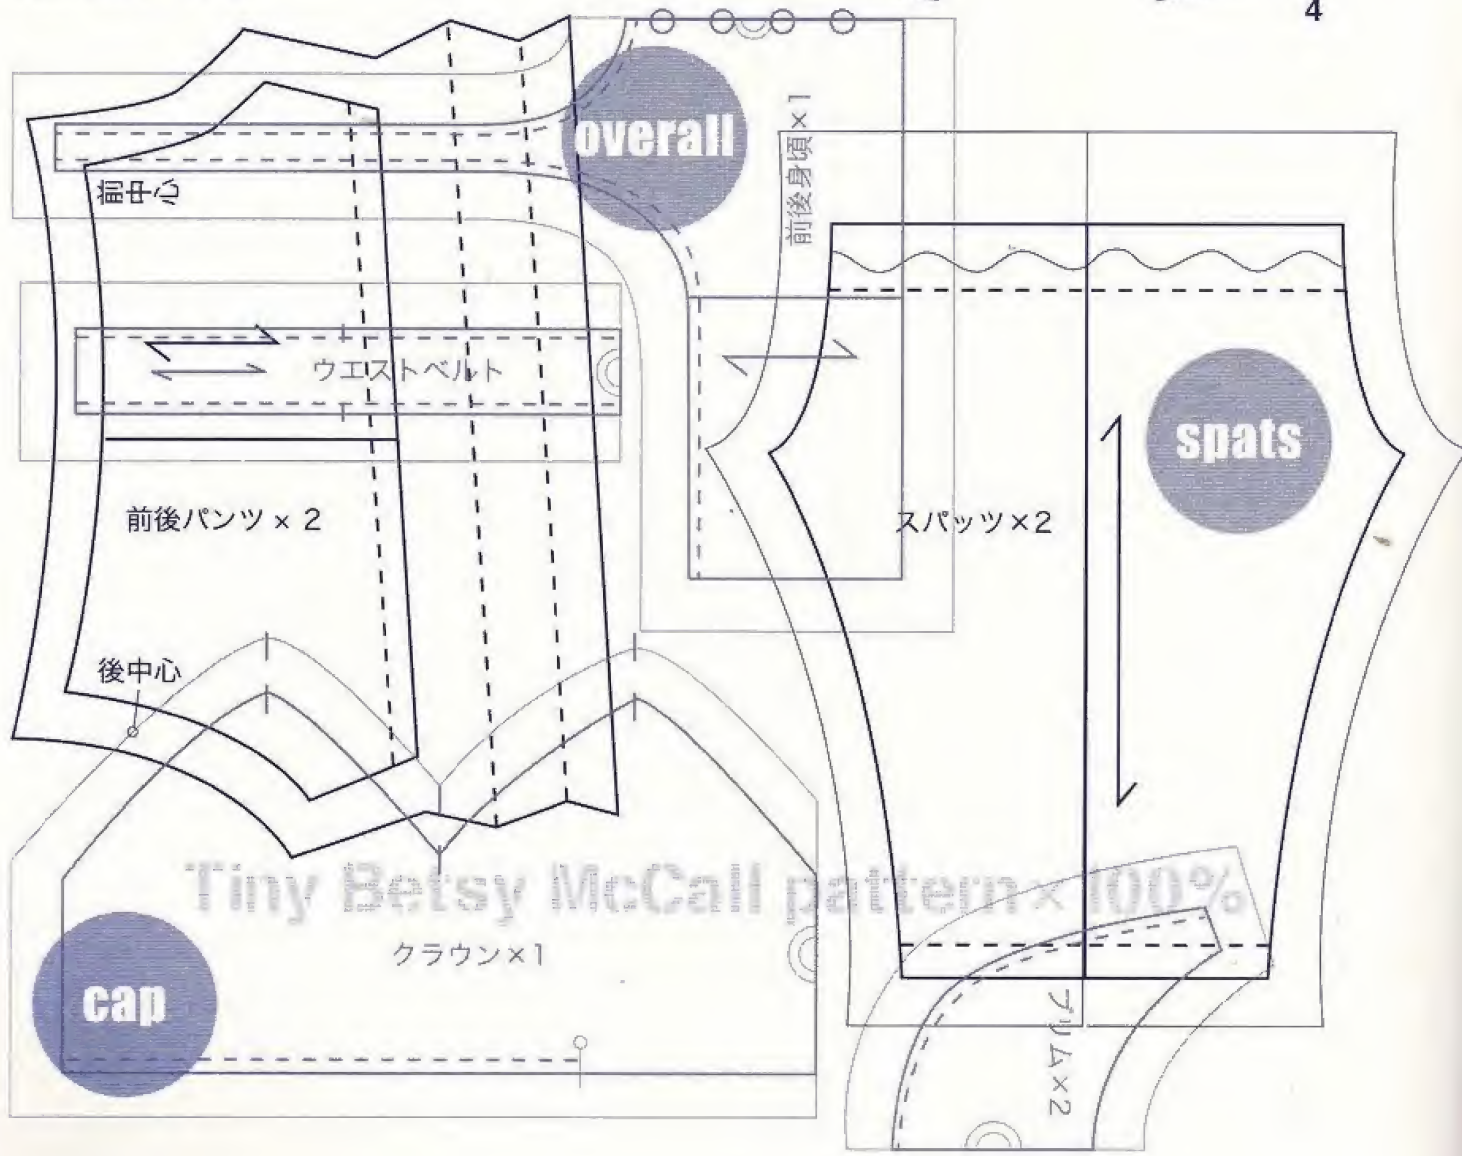 4
overall
前後身頃×1
前中心
ウエストベルト
spats
前後パンツ×2
スパッツ×2
後中心
Tiny Betsy McCall pattern×100%
クラウン×1
cap
ブリム×2